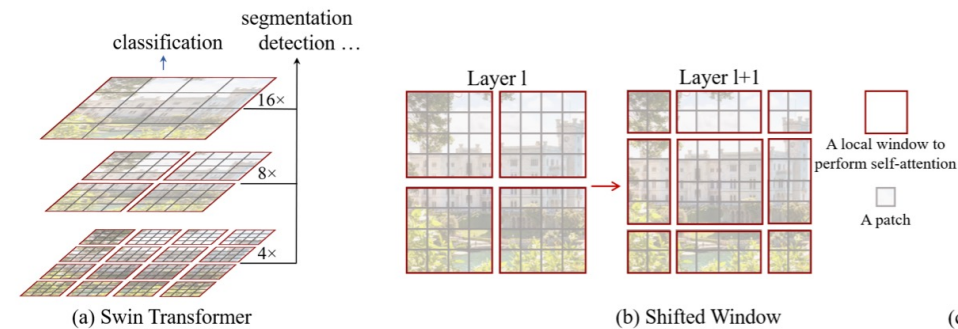 segmentation
classification
detection …
16×
8×
4×
(a) Swin Transformer
Layer l
Layer l+1
A local window to
perform self-attention
A patch
(b) Shifted Window
(c